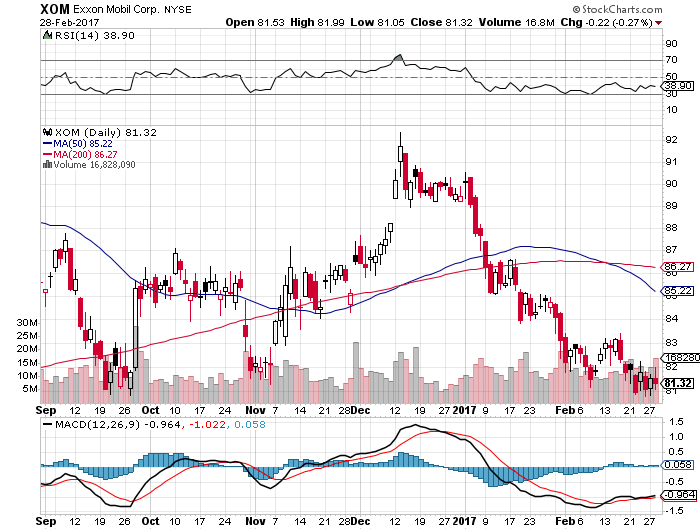 XOM Exxon Mobil Corp. NYSE © StockCharts.com
28-Feb-2017 Open 81.53 High 81.99 Low 81.05 Close 81.32 Volume 16.8M Chg -0.22 (-0.27%)
RSI(14) 38.90
90
70
50
38.90
30
10
XOM (Daily) 81.32
MA(50) 85.22
MA(200) 86.27
Volume 16,828,090
92
91
90
89
88
87
86.27
86
85.22
84
83
82
81.32
81
30M
25M
20M
15M
10M
5M
168280
Sep 12 19 26 Oct 10 17 24 Nov 7 14 21 28 Dec 12 19 27 2017 9 17 23 Feb 6 13 21 27
MACD(12,26,9) -0.964, -1.022, 0.058
1.5
1.0
0.5
0.058
-0.5
-0.964
-1.5
Sep 12 19 26 Oct 10 17 24 Nov 7 14 21 28 Dec 12 19 27 2017 9 17 23 Feb 6 13 21 27